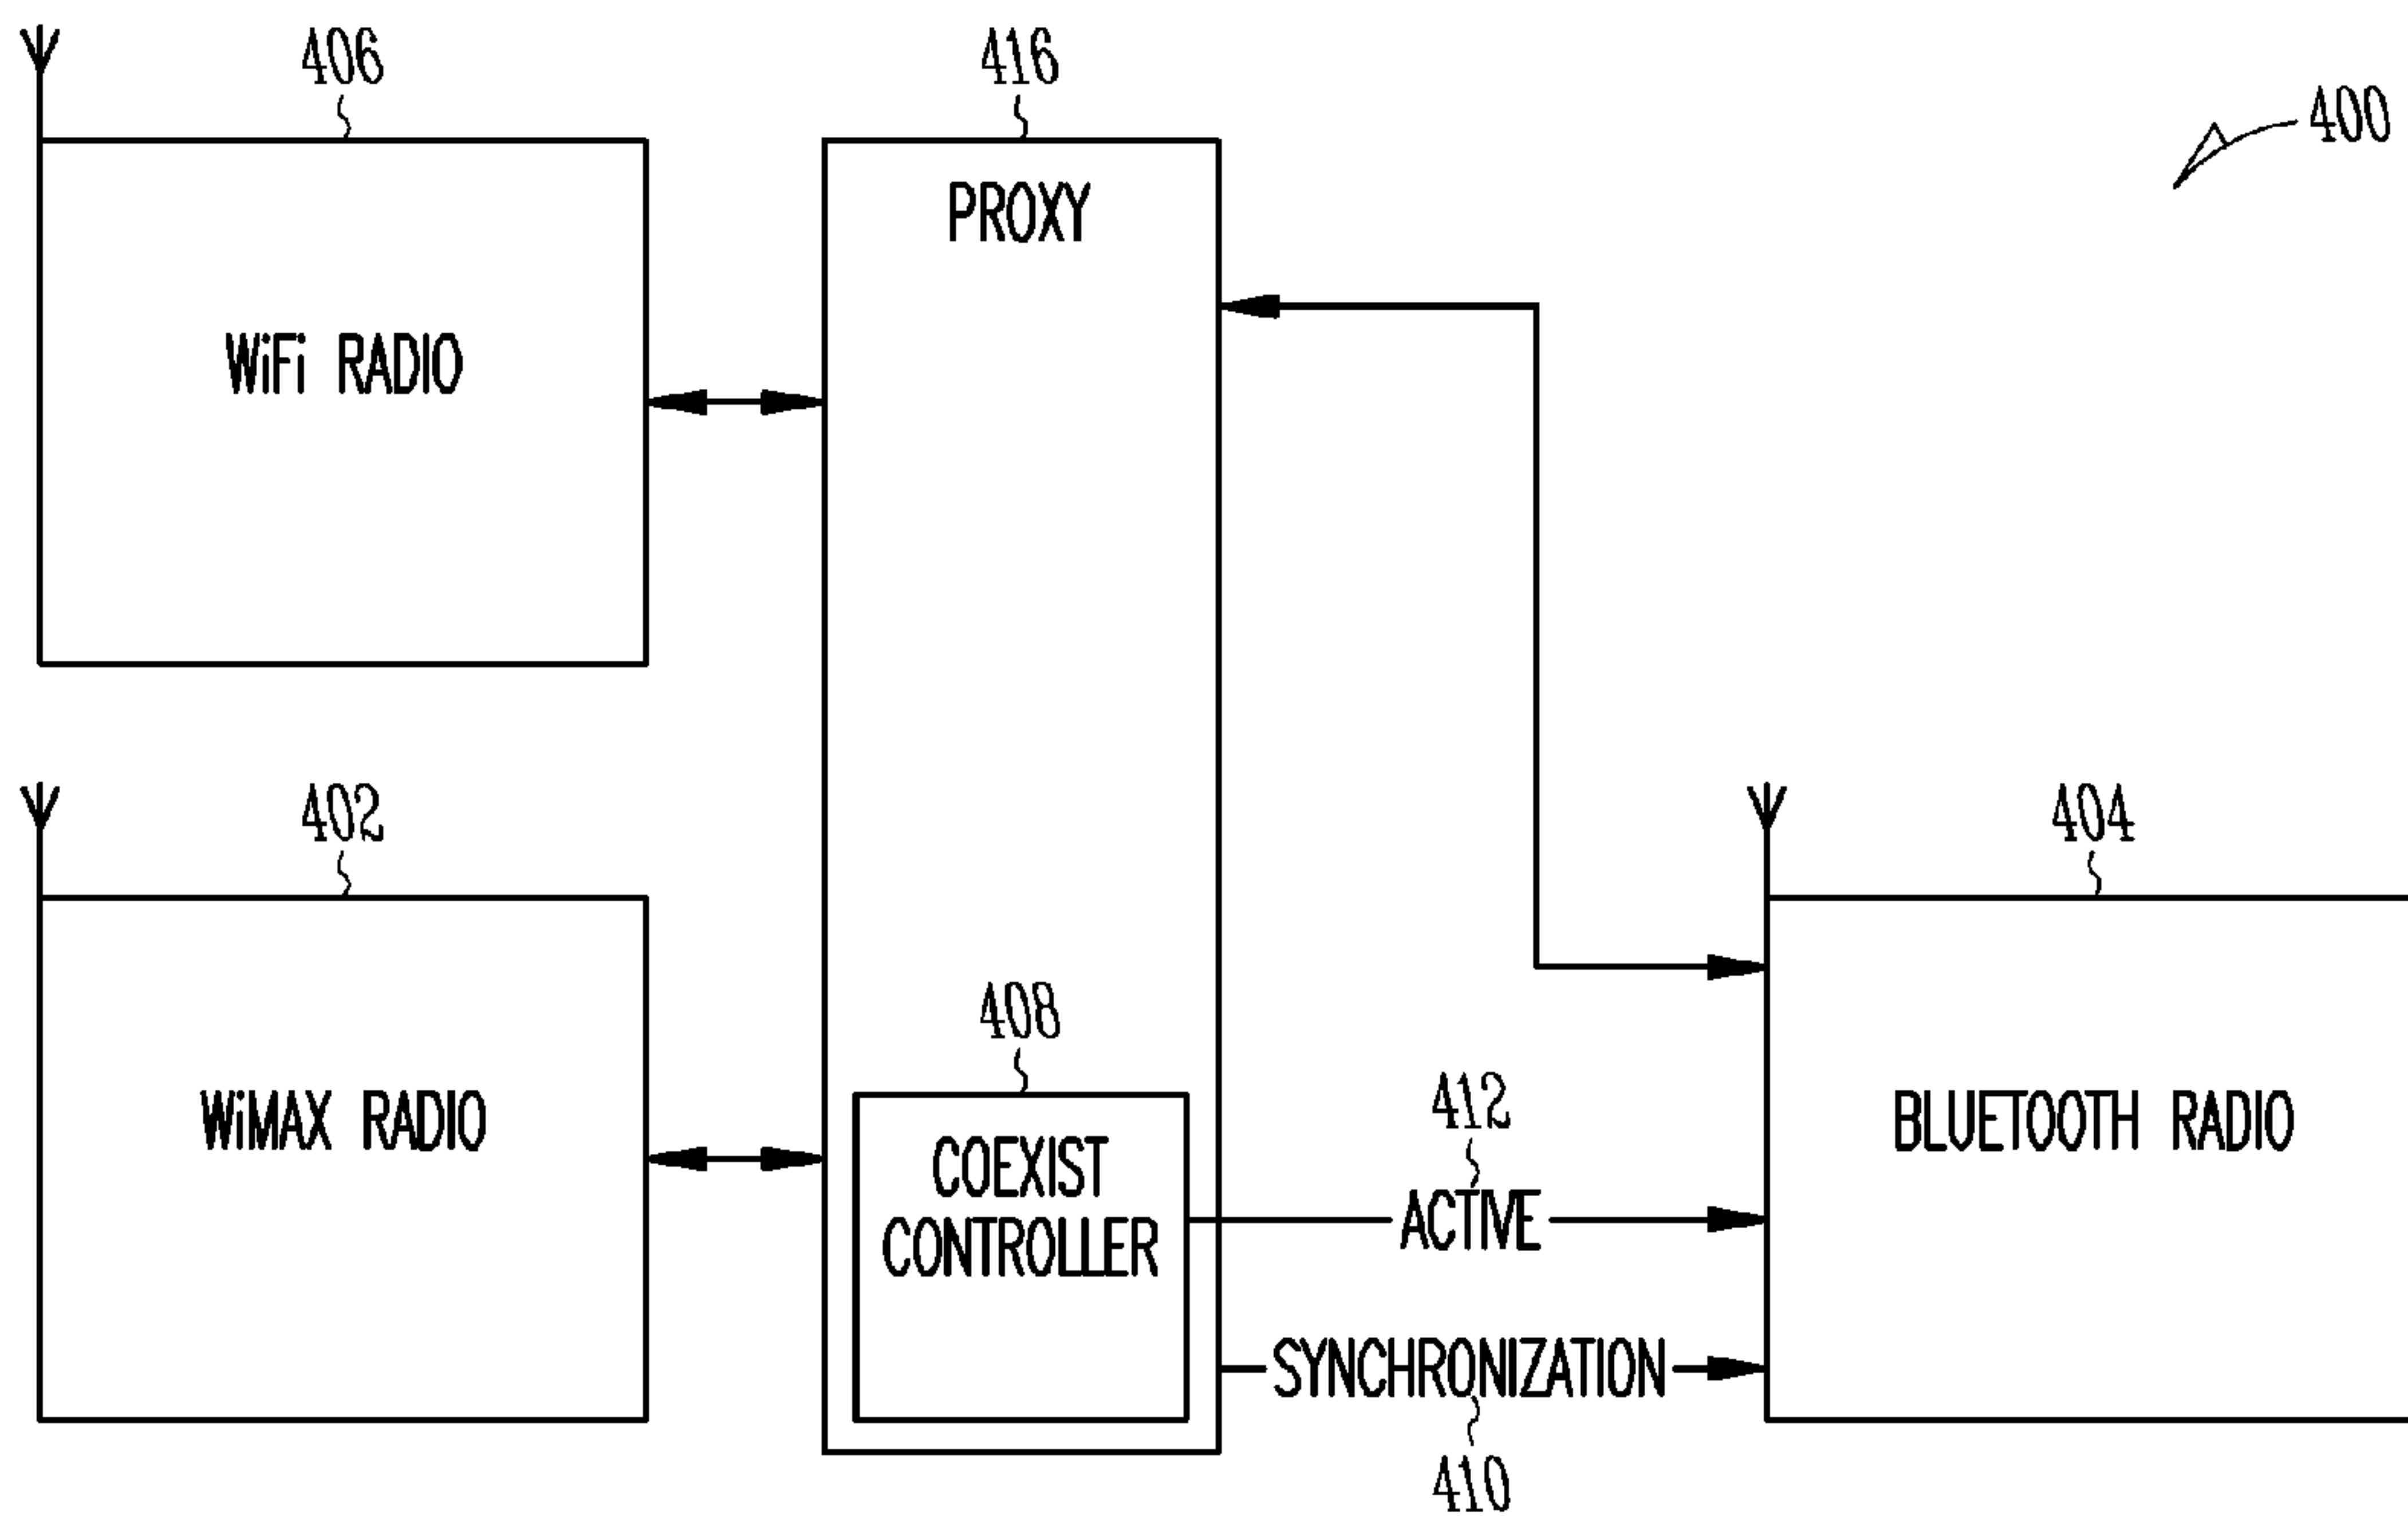 406
416
400
PROXY
WiFi RADIO
402
404
408
412
WiMAX RADIO
COEXIST
CONTROLLER
BLUETOOTH RADIO
ACTIVE
SYNCHRONIZATION
410